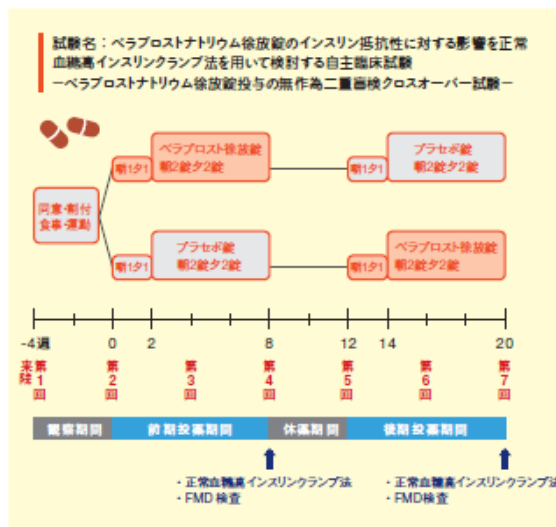 試験名：ベラプロストナトリウム徐放錠のインスリン抵抗性に対する影響を正常
血糖高インスリンクランプ法を用いて検討する自主臨床試験
－ベラプロストナトリウム徐放錠投与の無作為二重盲検クロスオーバー試験－
朝1夕1
ベラプロスト徐放錠
朝2錠夕2錠
朝1夕1
プラセボ錠
朝2錠夕2錠
同意・割付
食事・運動
朝1夕1
プラセボ錠
朝2錠夕2錠
朝1夕1
ベラプロスト徐放錠
朝2錠夕2錠
-4週 0 2 8 12 14 20
来院 第1回 第2回 第3回 第4回 第5回 第6回 第7回
観察期間 前期投薬期間 休薬期間 後期投薬期間
・正常血糖高インスリンクランプ法
・FMD 検査
・正常血糖高インスリンクランプ法
・FMD検査